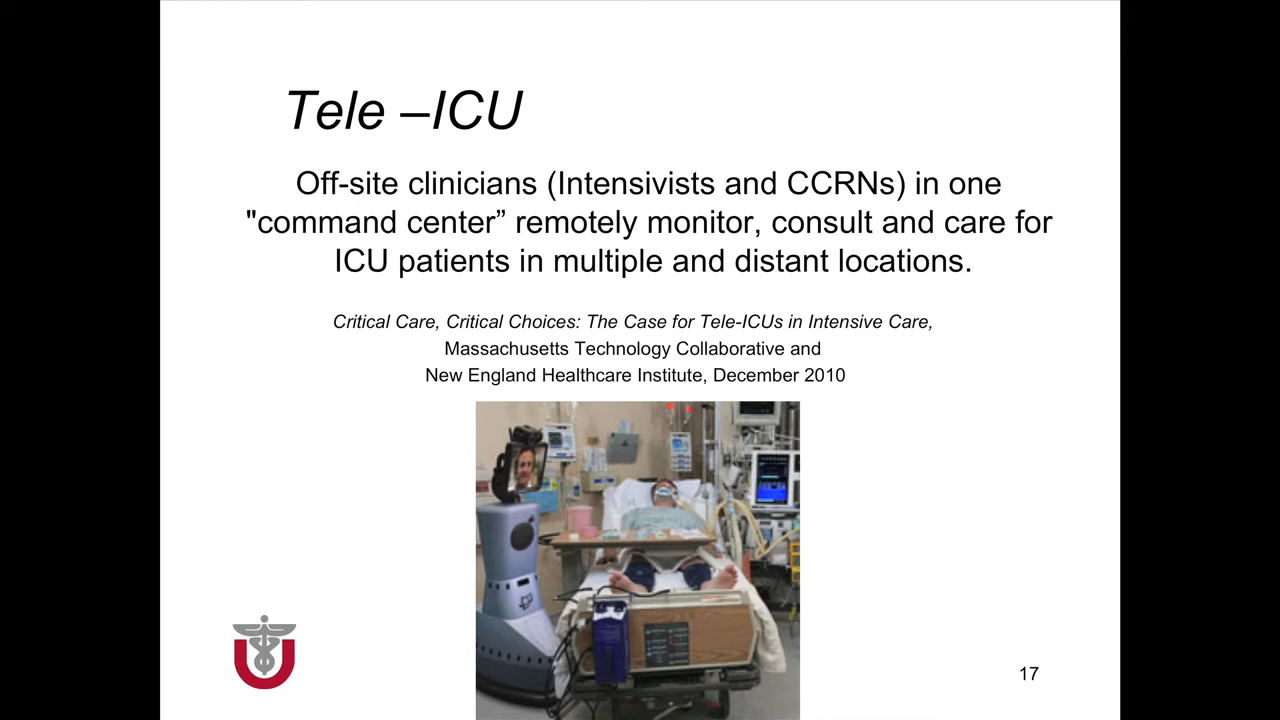 Tele –ICU
Off-site clinicians (Intensivists and CCRNs) in one
"command center” remotely monitor, consult and care for
ICU patients in multiple and distant locations.
Critical Care, Critical Choices: The Case for Tele-ICUs in Intensive Care,
Massachusetts Technology Collaborative and
New England Healthcare Institute, December 2010
U
17